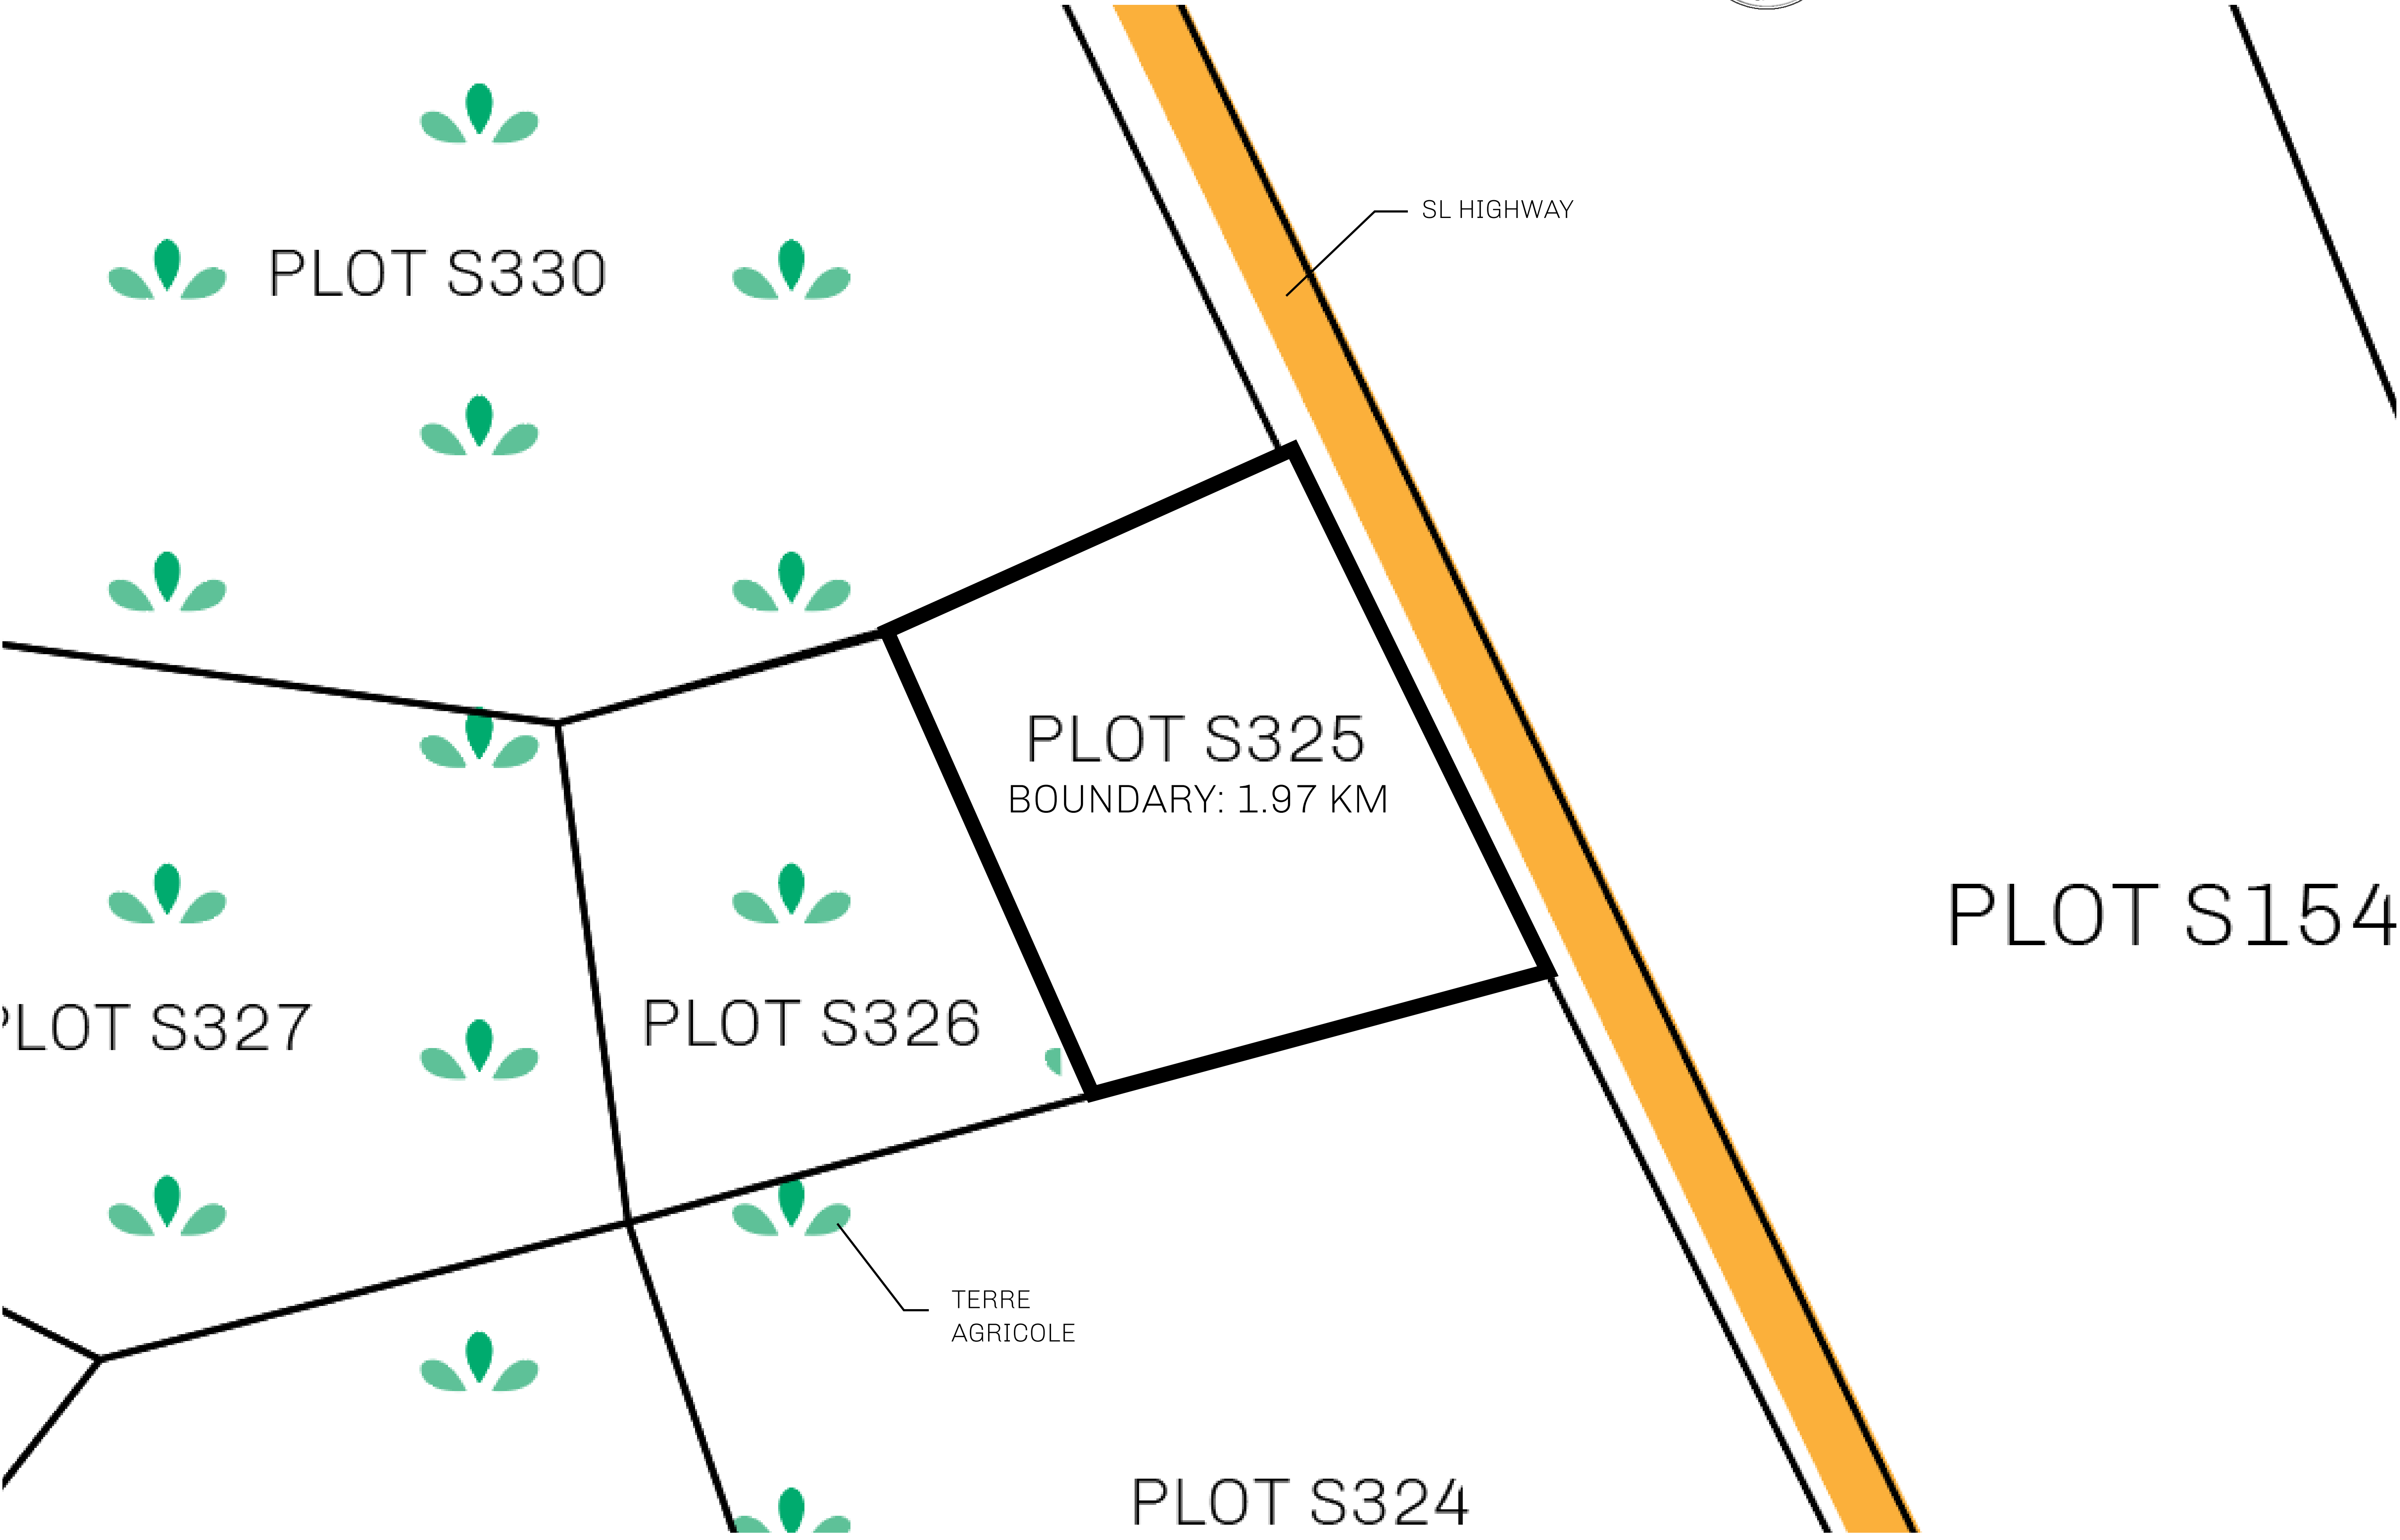 SL HIGHWAY
PLOT S330
PLOT S325
BOUNDARY: 1.97 KM
PLOT S154
PLOT S326
PLOT S327
TERRE
AGRICOLE
PLOT S324